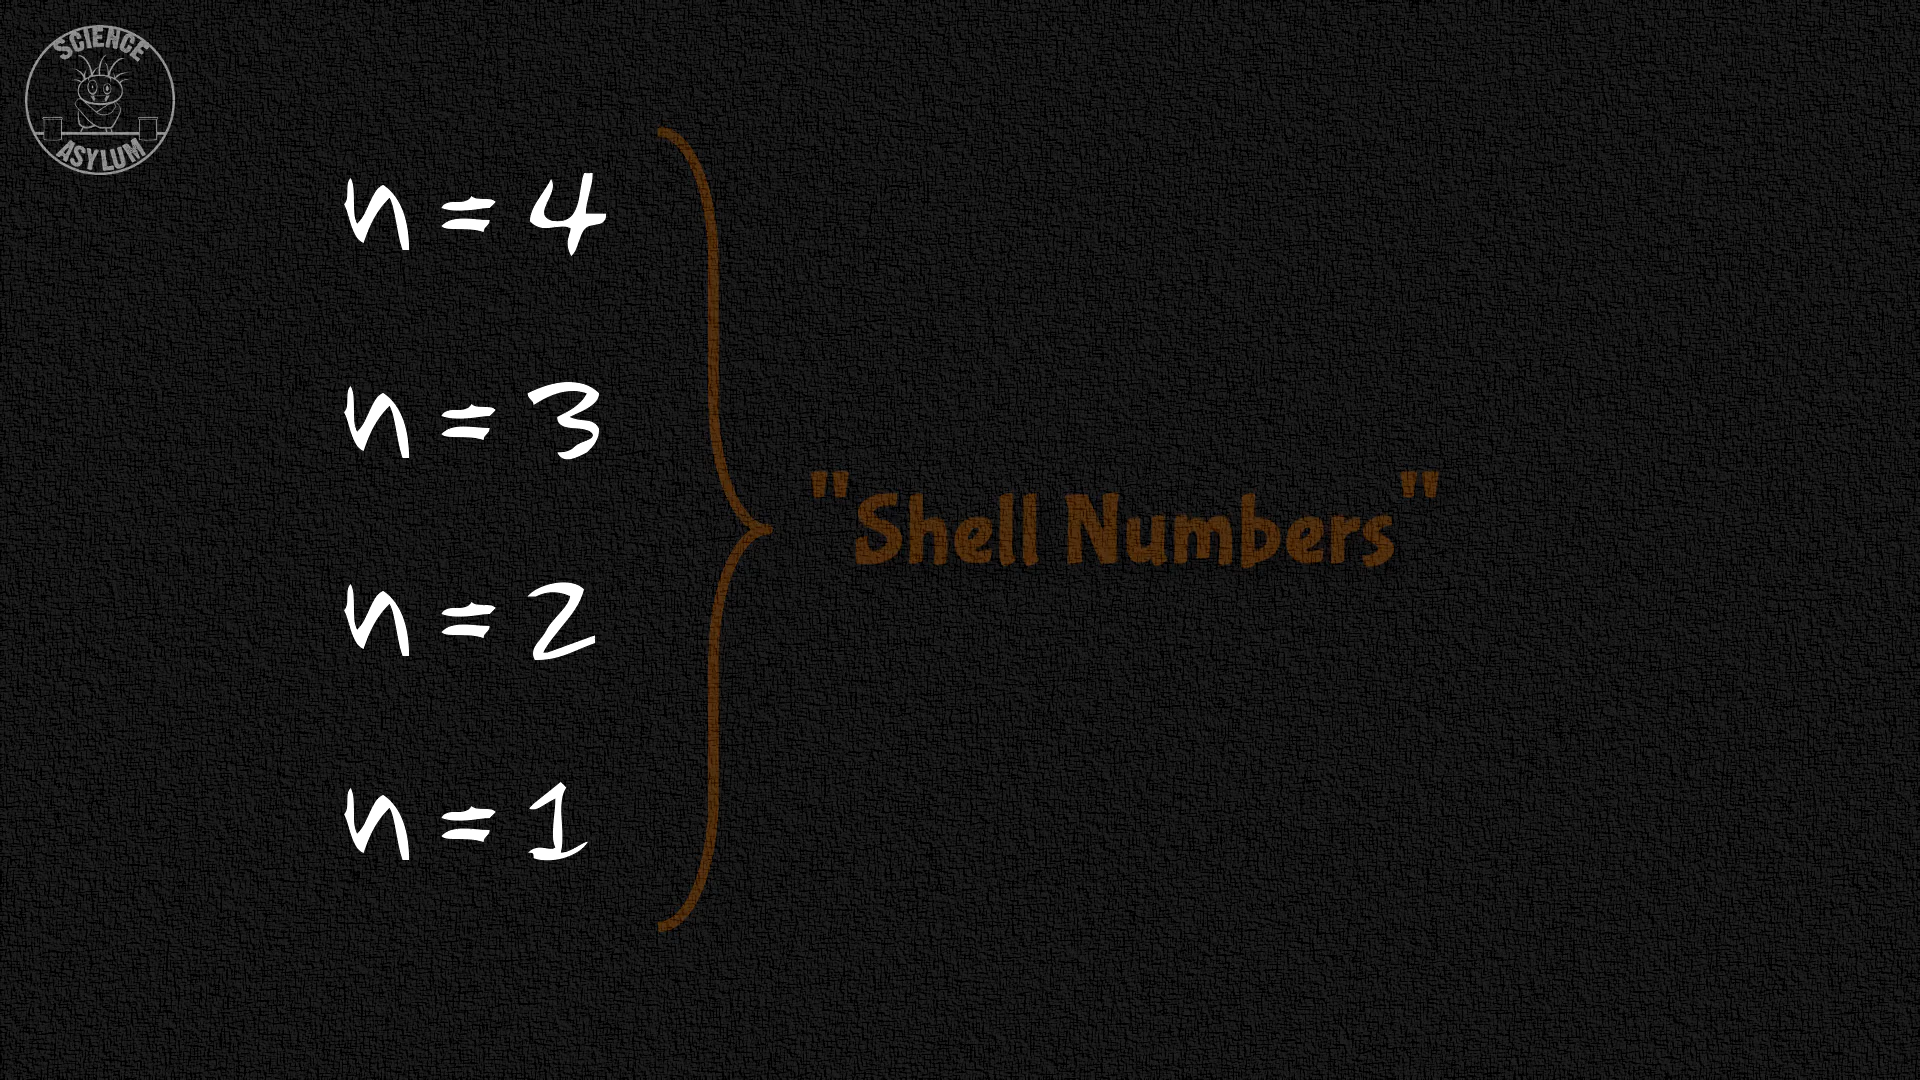 SCIENCE
ASYLUM
n = 4
n = 3
n = 2
n = 1
"Shell Numbers"